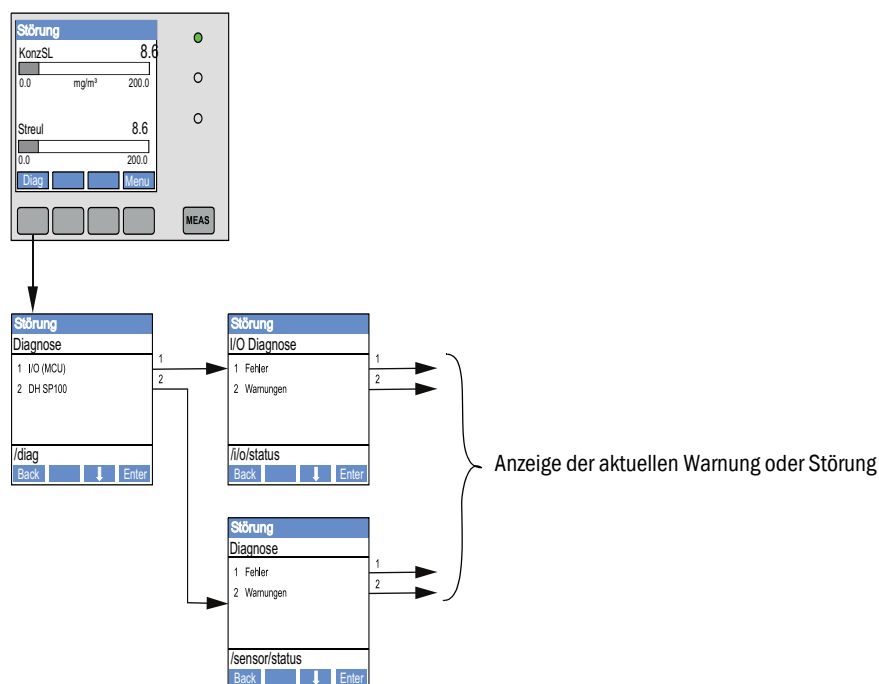 Störung
KonzSL 8.6
0.0 mg/m³ 200.0
Streul 8.6
0.0 200.0
Diag Menu
MEAS
Störung
Diagnose
1 I/O (MCU)
2 DH SP100
/diag
Back ⬇ Enter
1
2
Störung
I/O Diagnose
1 Fehler
2 Warnungen
/i/o/status
Back ⬇ Enter
1
2
Störung
Diagnose
1 Fehler
2 Warnungen
/sensor/status
Back ⬇ Enter
1
2
Anzeige der aktuellen Warnung oder Störung